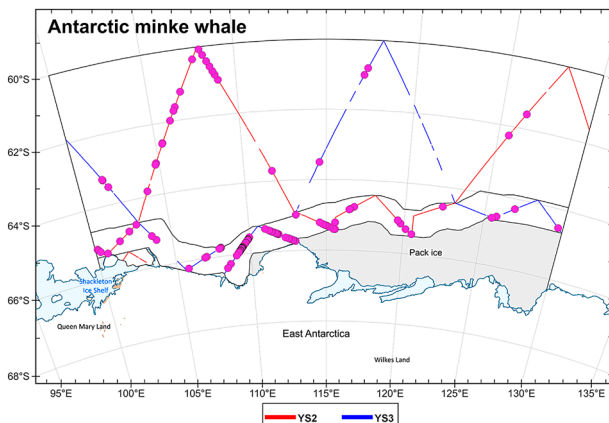 Antarctic minke whale
60°S
62°S
64°S
66°S
68°S
Pack ice
Shackleton
Ice Shelf
Queen Mary Land
East Antarctica
Wilkes Land
95°E
100°E
105°E
110°E
115°E
120°E
125°E
130°E
135°E
YS2
YS3